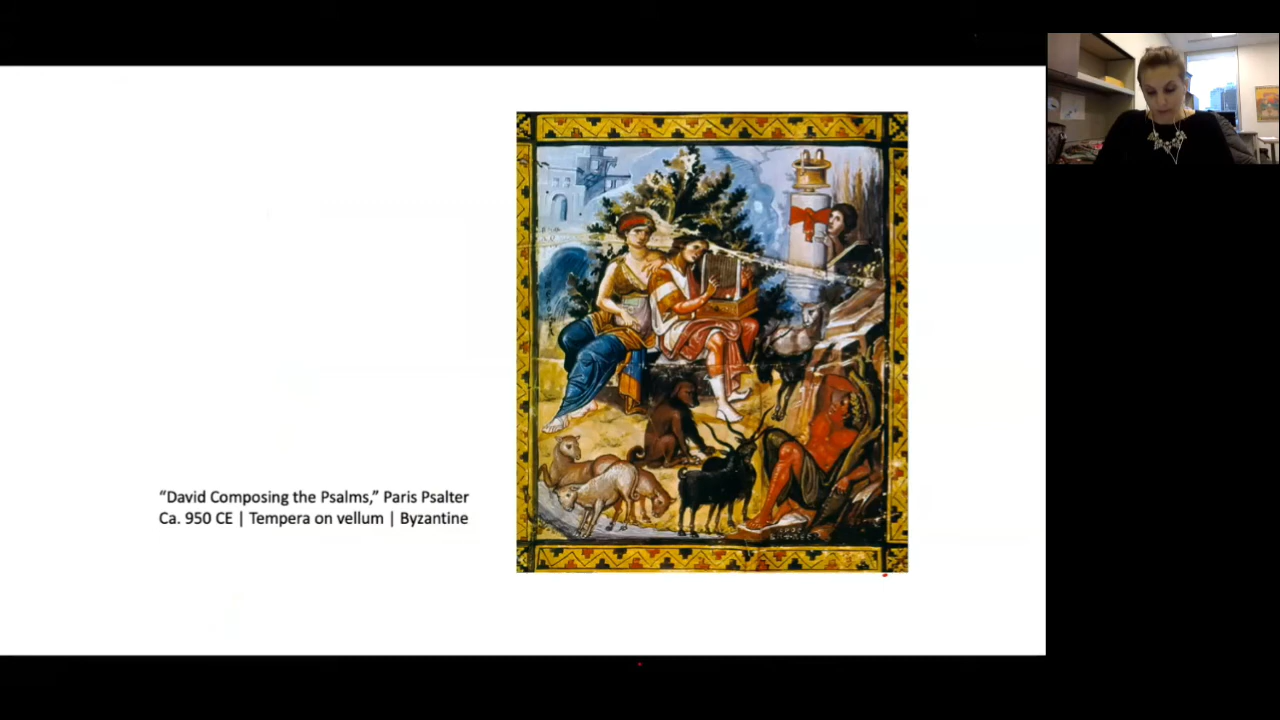 “David Composing the Psalms,” Paris Psalter
Ca. 950 CE | Tempera on vellum | Byzantine